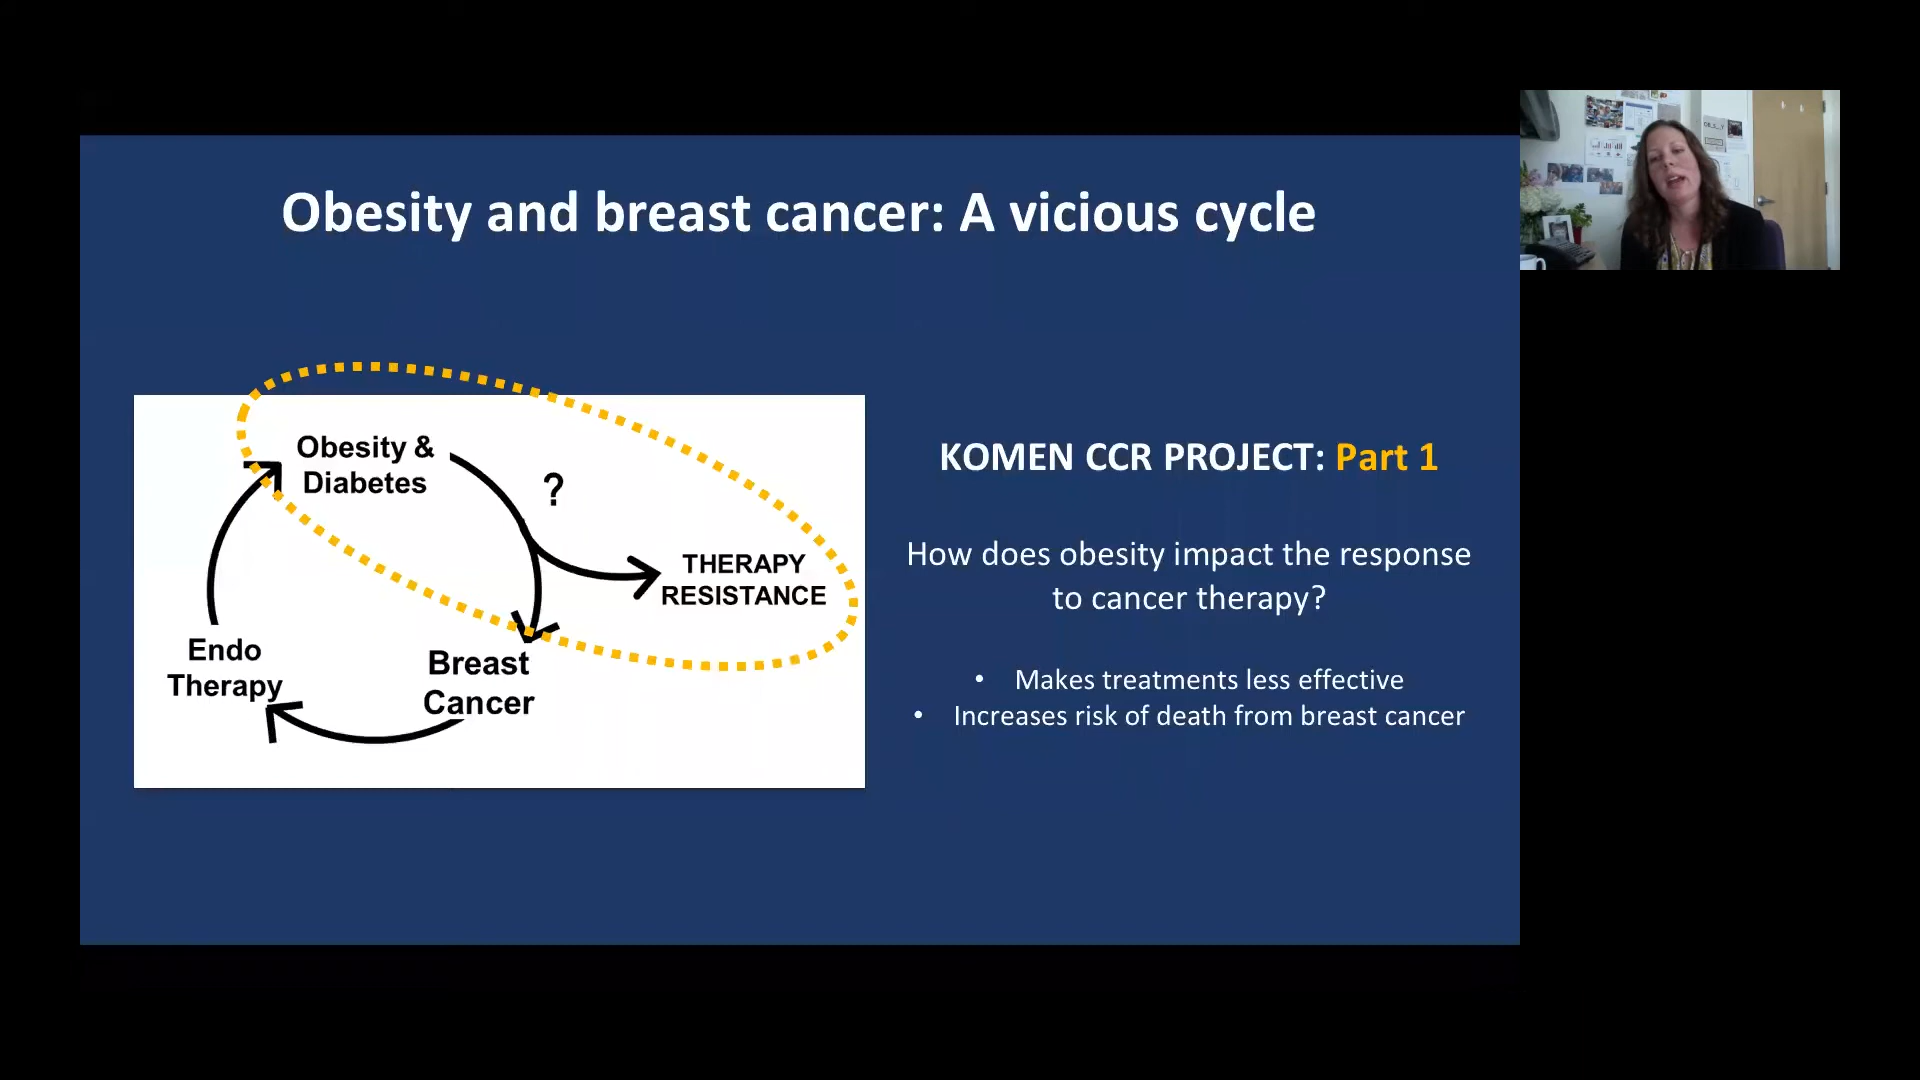 Obesity and breast cancer: A vicious cycle
Obesity &
Diabetes
?
THERAPY
RESISTANCE
Endo
Therapy
Breast
Cancer
KOMEN CCR PROJECT: Part 1
How does obesity impact the response
to cancer therapy?
• Makes treatments less effective
• Increases risk of death from breast cancer